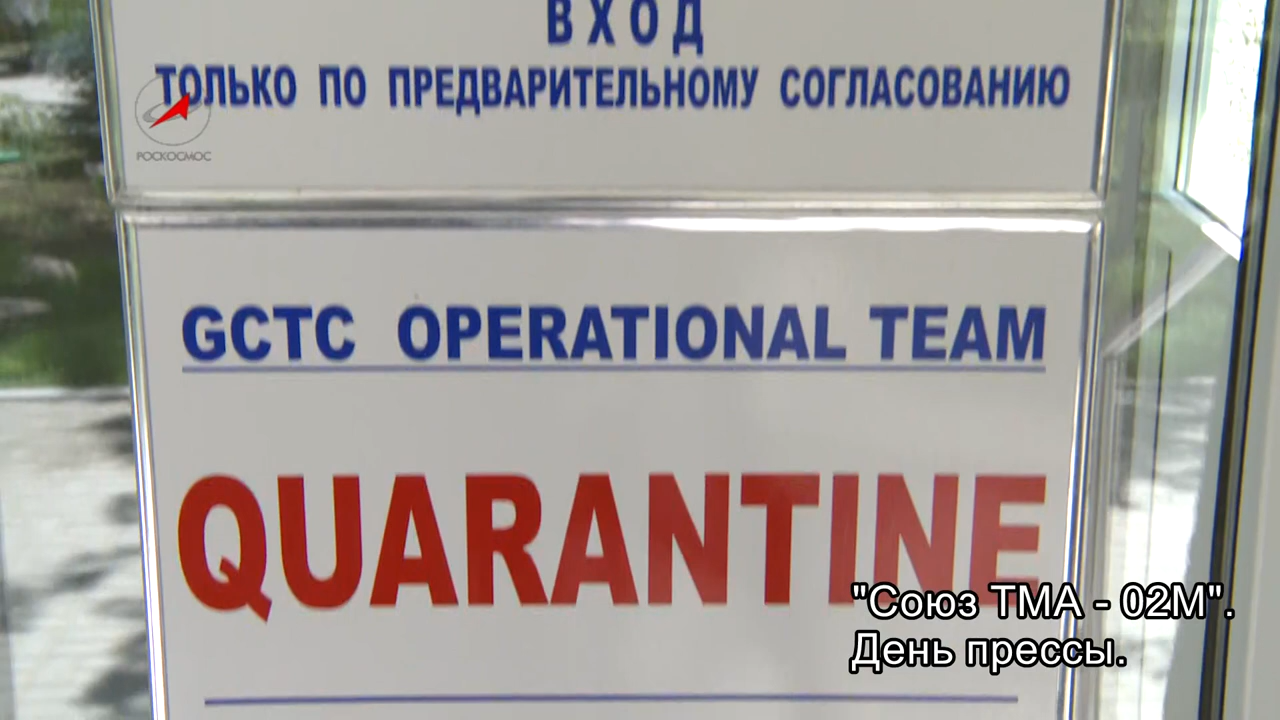 ВХОД
ТОЛЬКО ПО ПРЕДВАРИТЕЛЬНОМУ СОГЛАСОВАНИЮ
РОСКОСМОС
GCTC OPERATIONAL TEAM
QUARANTINE
"Союз ТМА - 02М".
День прессы.